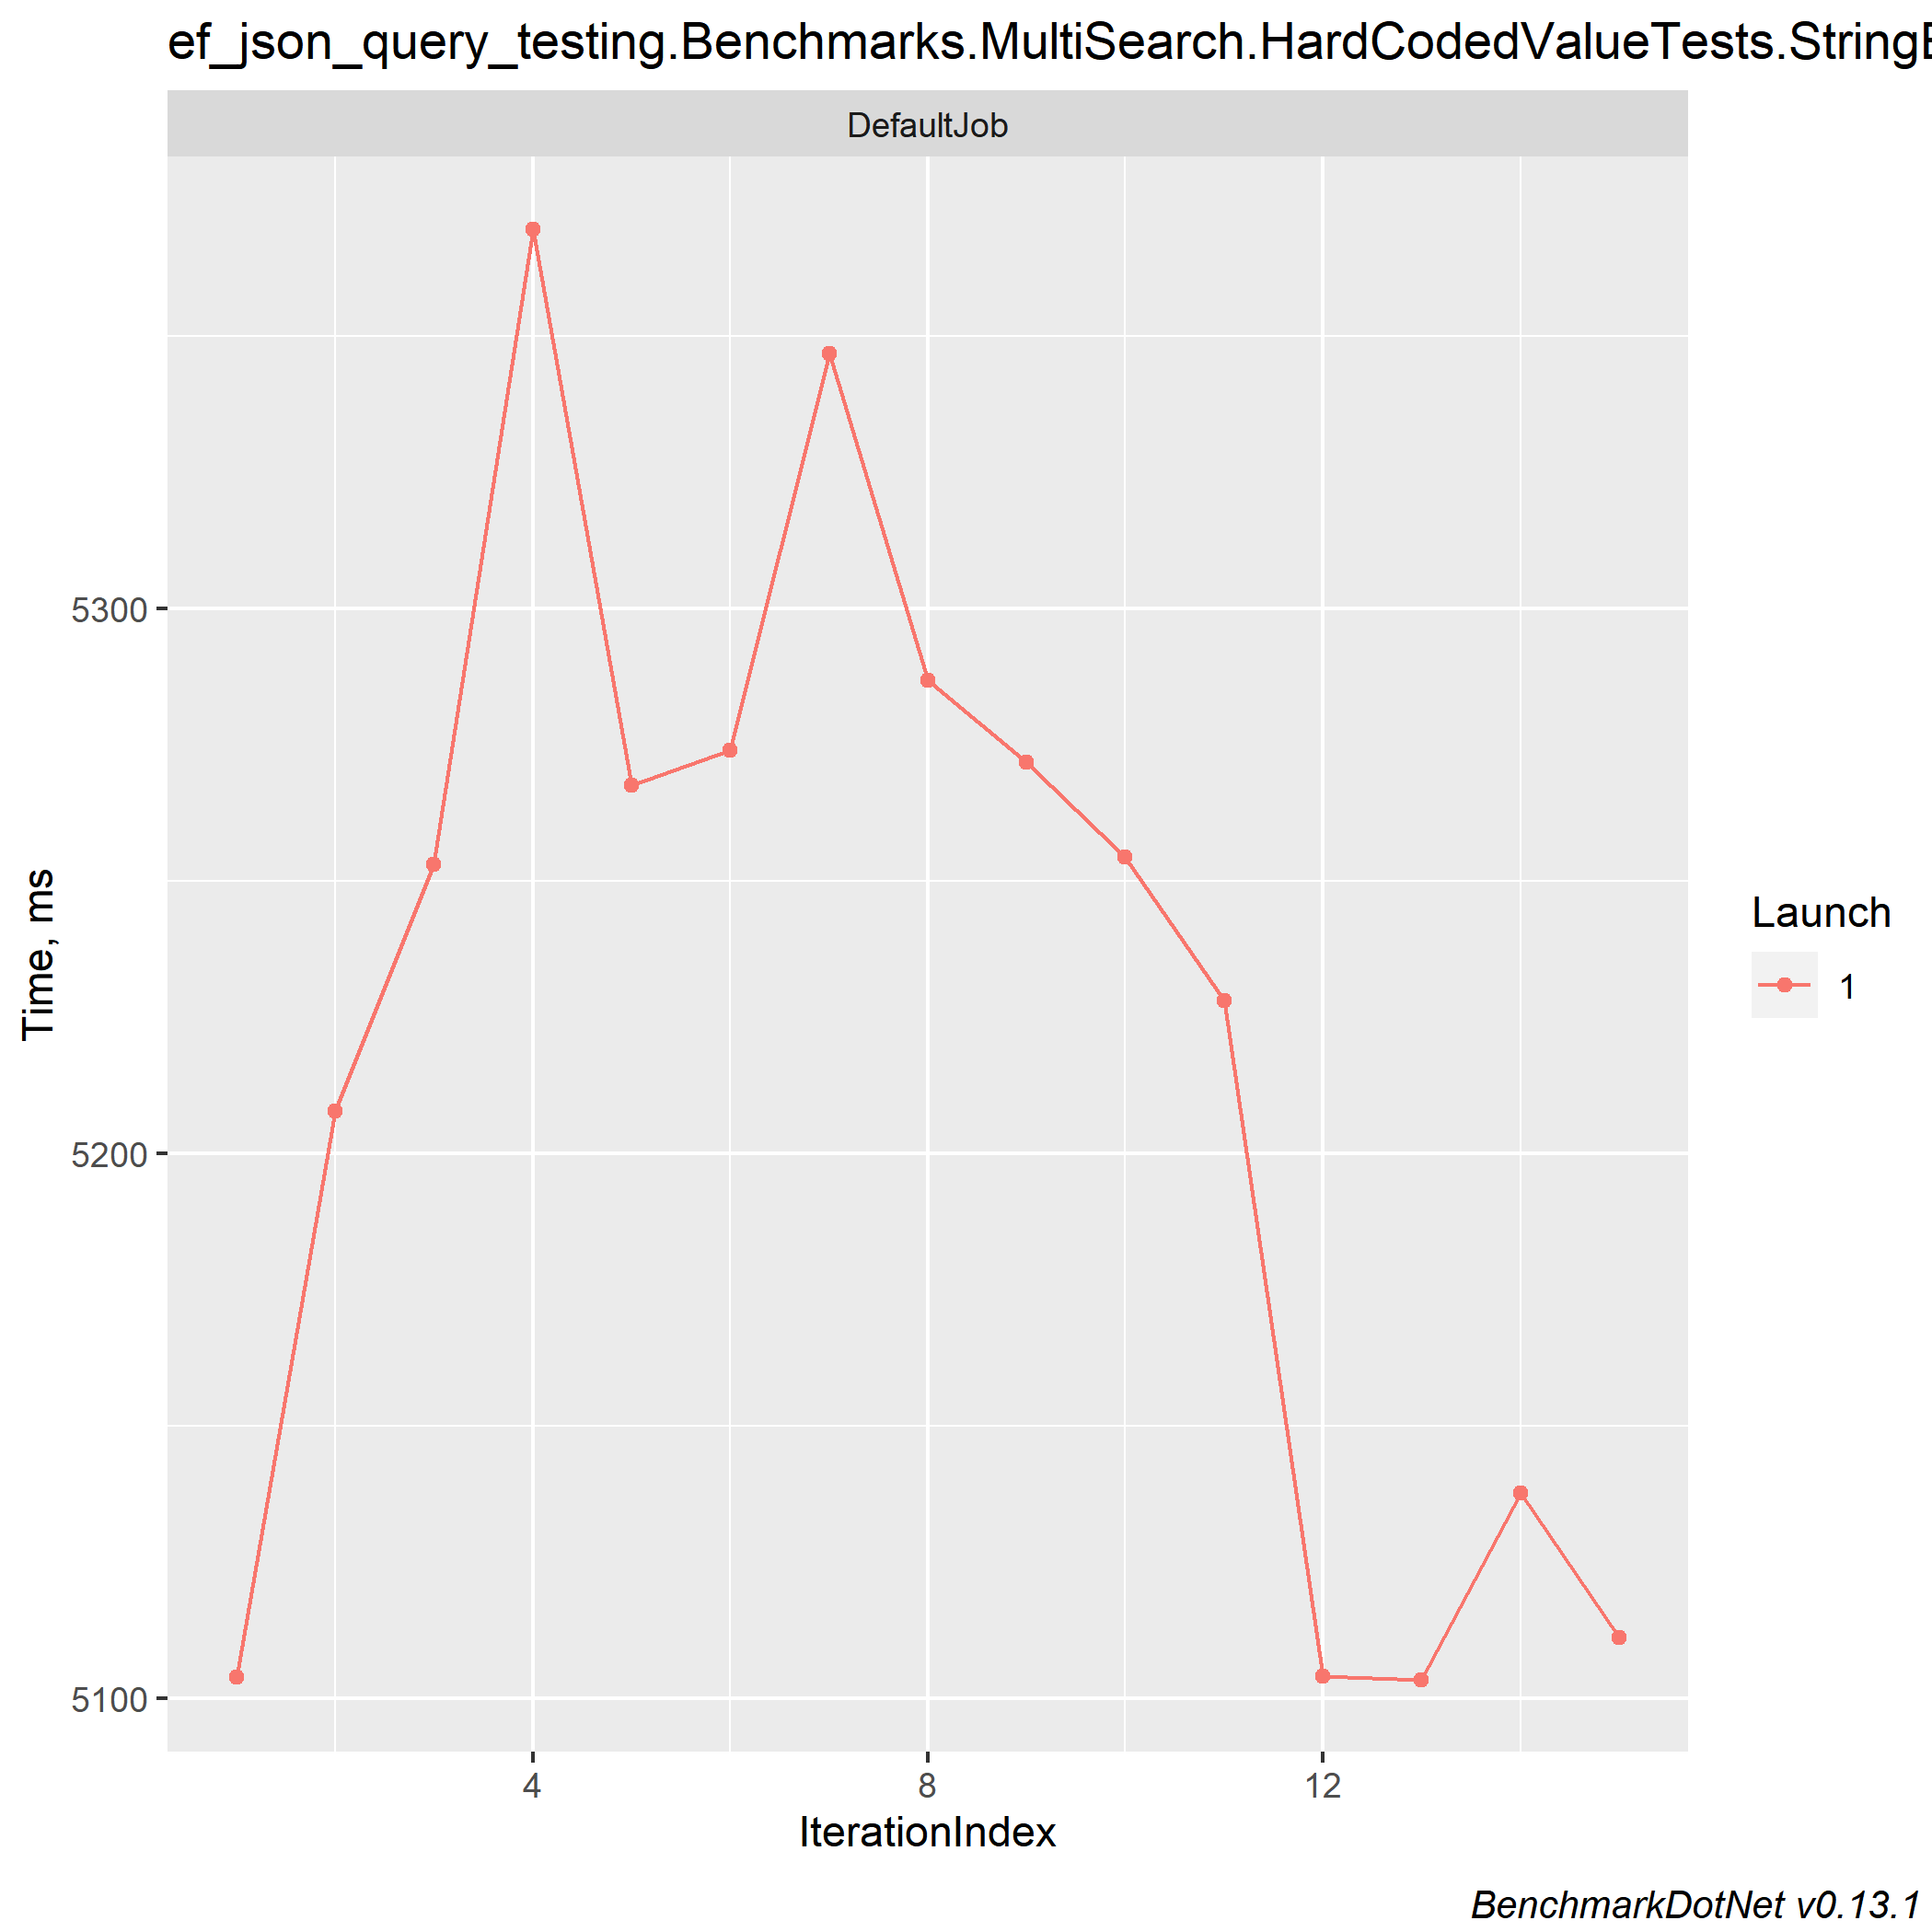 ef_json_query_testing.Benchmarks.MultiSearch.HardCodedValueTests.String
DefaultJob
5300
5200
5100
Time, ms
4
8
12
IterationIndex
Launch
1
BenchmarkDotNet v0.13.1